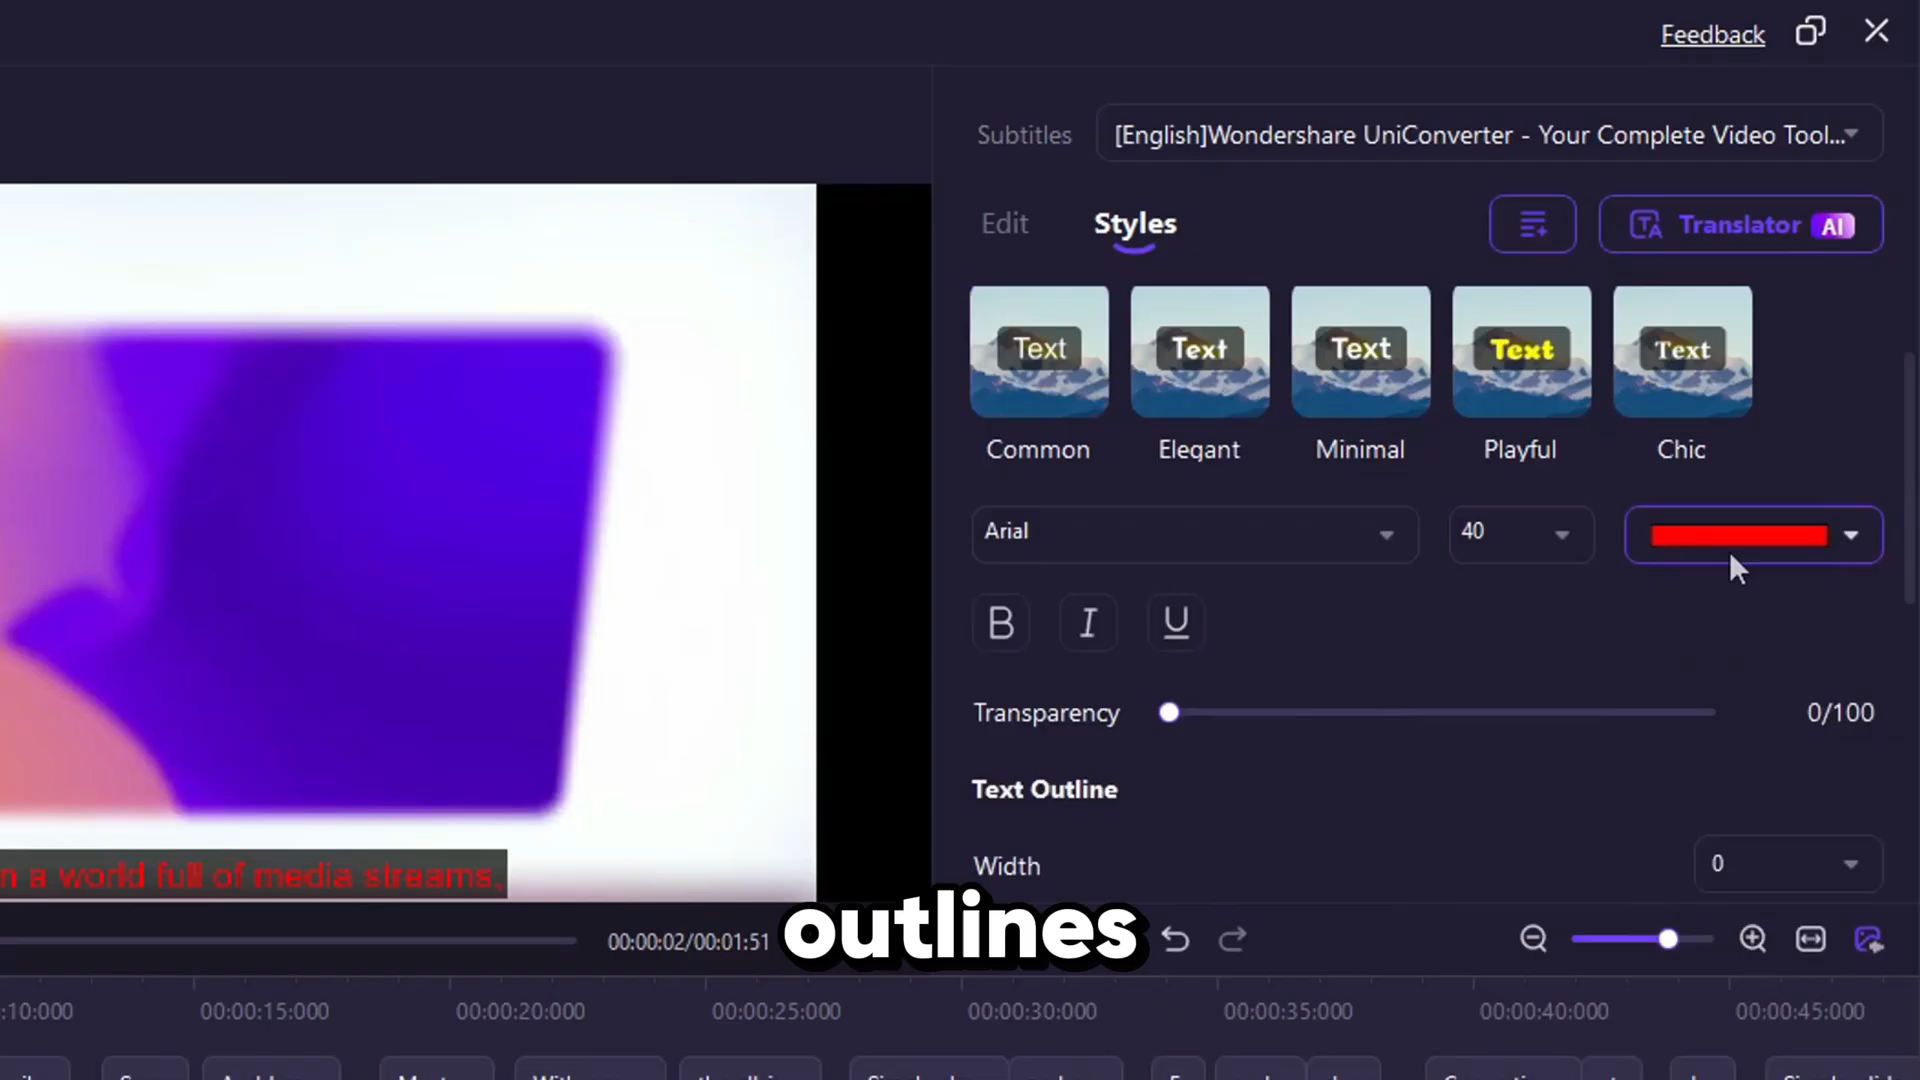 Feedback
Subtitles [English]Wondershare UniConverter - Your Complete Video Tool...
Edit Styles Translator AI
Text Text Text Text Text
Common Elegant Minimal Playful Chic
Arial 40
B I U
Transparency 0/100
Text Outline
Width 0
n a world full of media streams,
00:00:02/00:01:51
outlines
:10:000 00:00:15:000 00:00:20:000 00:00:25:000 00:00:30:000 00:00:35:000 00:00:40:000 00:00:45:000